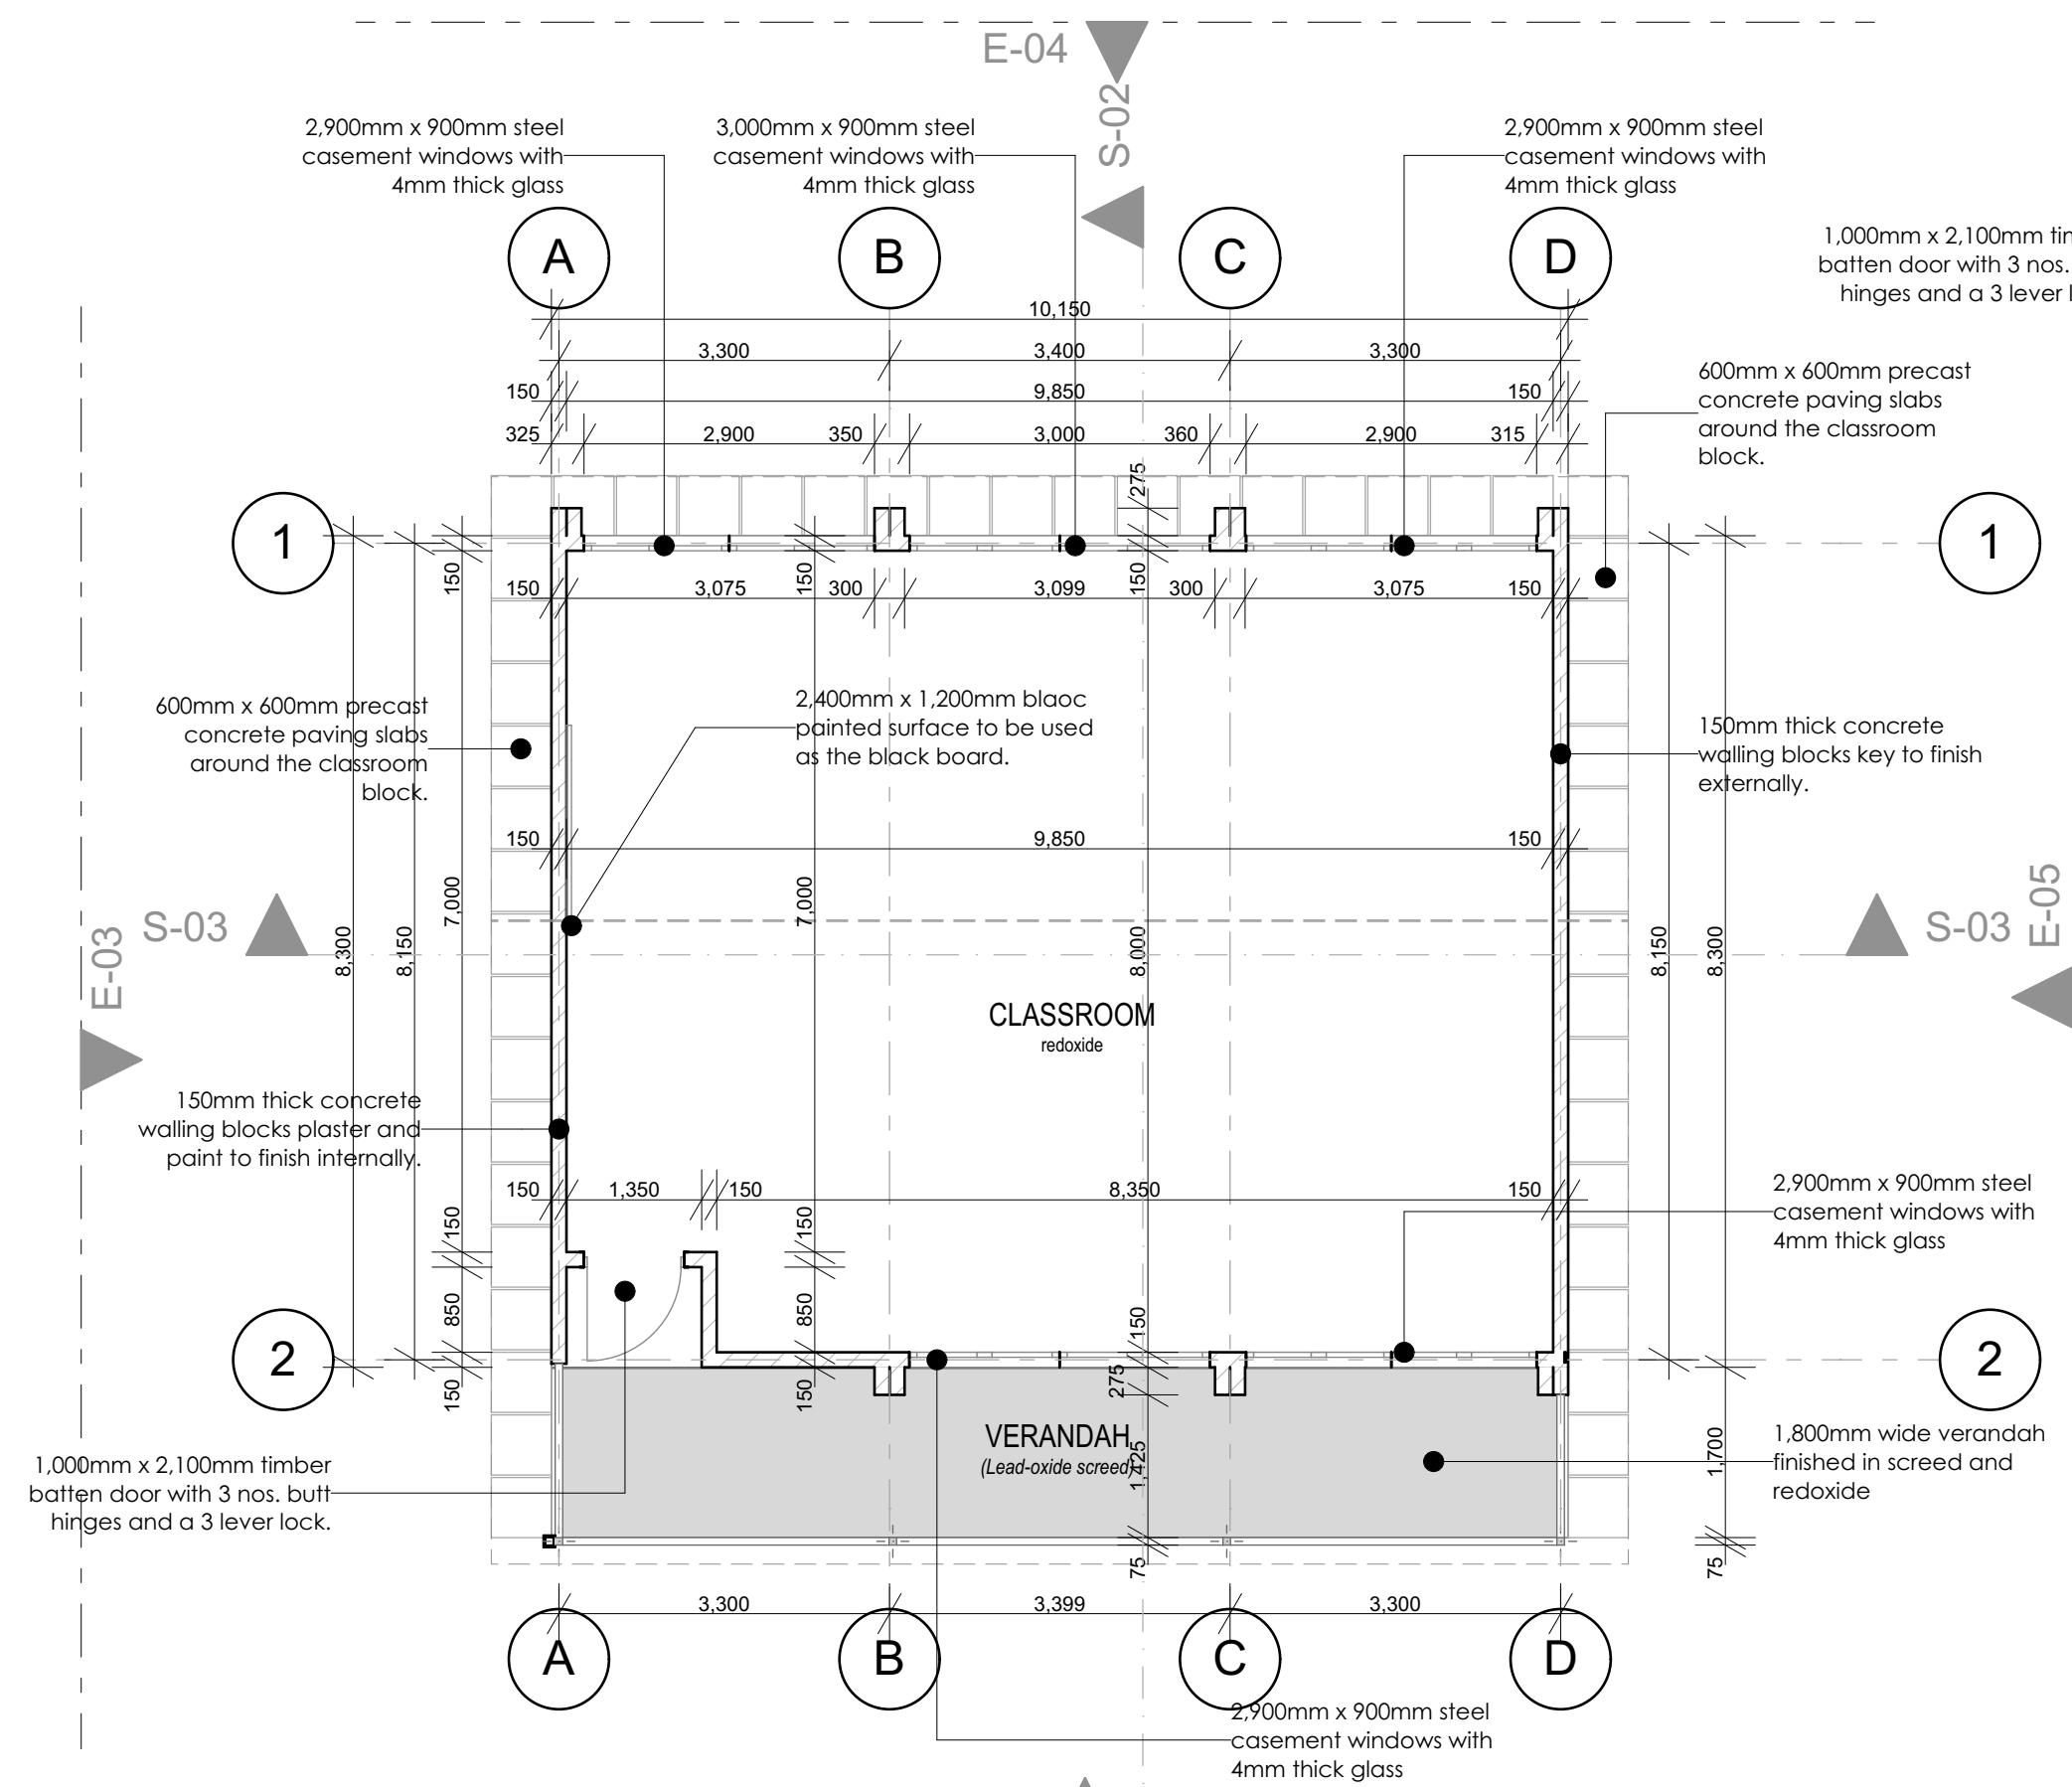 E-04
S-02
2,900mm x 900mm steel
casement windows with
4mm thick glass
3,000mm x 900mm steel
casement windows with
4mm thick glass
2,900mm x 900mm steel
casement windows with
4mm thick glass
A
B
C
D
1,000mm x 2,100mm
batten door with 3 nos.
hinges and a 3 lever
10,150
3,300
3,400
3,300
150
9,850
150
325
2,900
350
3,000
360
2,900
315
600mm x 600mm precast
concrete paving slabs
around the classroom
block.
275
1
1
150
150
150
150
3,075
300
3,099
300
3,075
150
600mm x 600mm precast
concrete paving slabs
around the classroom
block.
2,400mm x 1,200mm blaoc
painted surface to be used
as the black board.
150mm thick concrete
walling blocks key to finish
externally.
150
9,850
150
E-03
S-03
8,300
8,150
7,000
7,000
8,000
8,150
8,300
S-03
E-05
CLASSROOM
redoxide
150mm thick concrete
walling blocks plaster and
paint to finish internally.
150
1,350
150
8,350
150
2,900mm x 900mm steel
casement windows with
4mm thick glass
150
150
850
850
150
2
2
150
150
275
VERANDAH
(Lead-oxide screed)
1,425
1,700
1,800mm wide verandah
finished in screed and
redoxide
1,000mm x 2,100mm timber
batten door with 3 nos. butt
hinges and a 3 lever lock.
75
75
3,300
3,399
3,300
A
B
C
D
2,900mm x 900mm steel
casement windows with
4mm thick glass